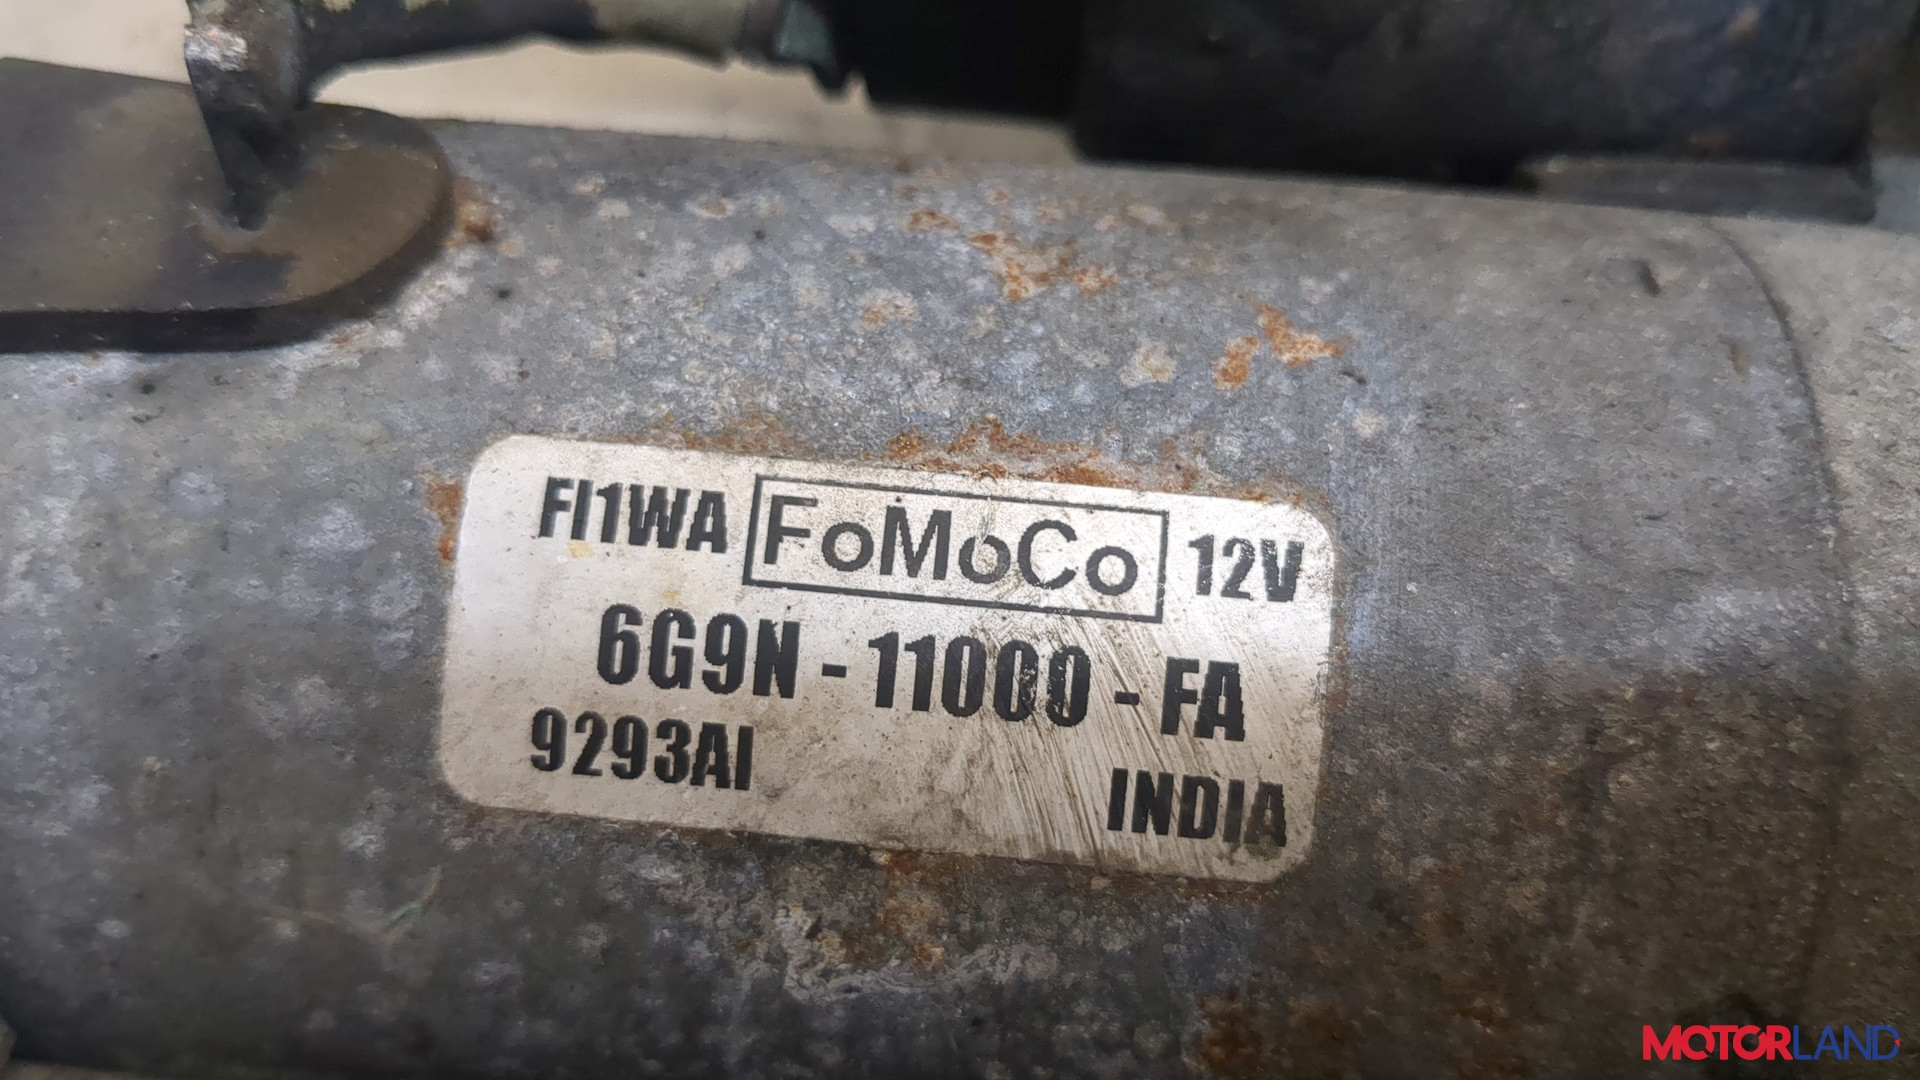 FI1WA FoMoCo 12V
6G9N - 11000 - FA
9293AI
INDIA
MOTORLAND